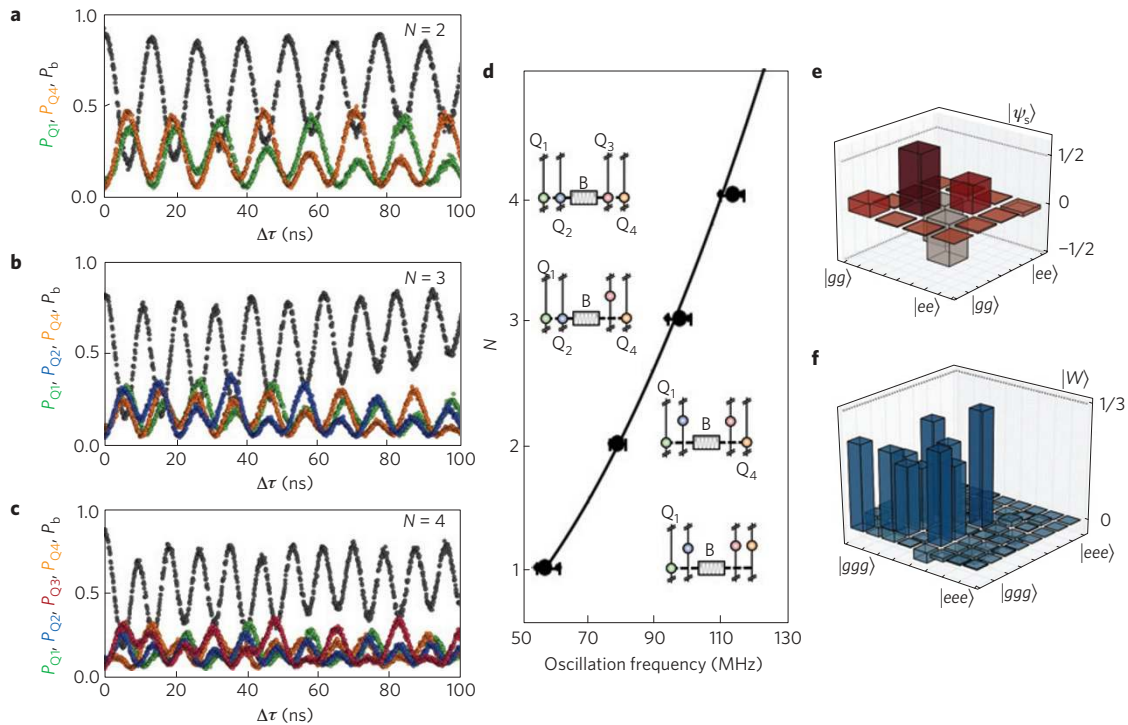 a
1.0
0.5
0.0
P_Q1, P_Q4, P_b
N = 2
0 20 40 60 80 100
Δτ (ns)
b
1.0
0.5
0.0
P_Q1, P_Q2, P_Q4, P_b
N = 3
0 20 40 60 80 100
Δτ (ns)
c
1.0
0.5
0.0
P_Q1, P_Q2, P_Q3, P_Q4, P_b
N = 4
0 20 40 60 80 100
Δτ (ns)
d
N
4
3
2
1
Q₁ Q₃
B
Q₂ Q₄
Q₁
B
Q₂ Q₄
Q₁
B
Q₄
Q₁
B
50 70 90 110 130
Oscillation frequency (MHz)
e
|ψₛ⟩
1/2
0
−1/2
|gg⟩ |ee⟩
|ee⟩ |gg⟩
f
|W⟩
1/3
0
|ggg⟩ |eee⟩
|eee⟩ |ggg⟩